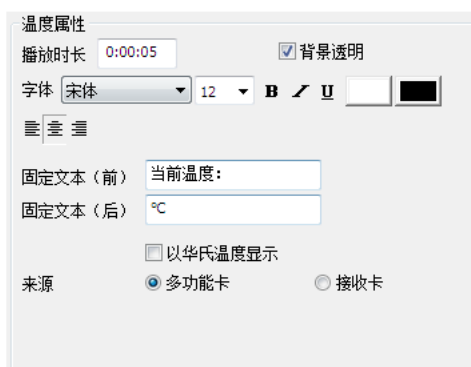 温度属性
播放时长 0:00:05 背景透明
字体 宋体 12 B I U
固定文本（前） 当前温度：
固定文本（后） ℃
以华氏温度显示
来源 多功能卡 接收卡